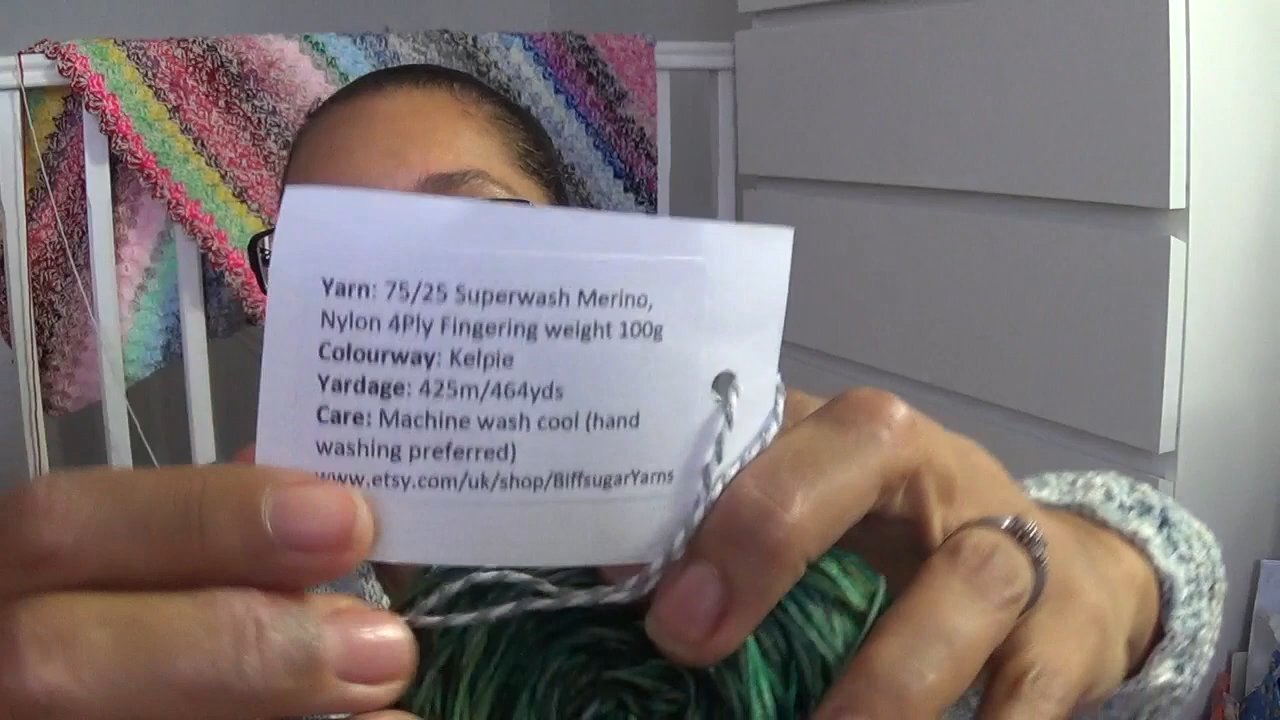 Yarn: 75/25 Superwash Merino,
Nylon 4Ply Fingering weight 100g
Colourway: Kelpie
Yardage: 425m/464yds
Care: Machine wash cool (hand
washing preferred)
www.etsy.com/uk/shop/BiffsugarYarns